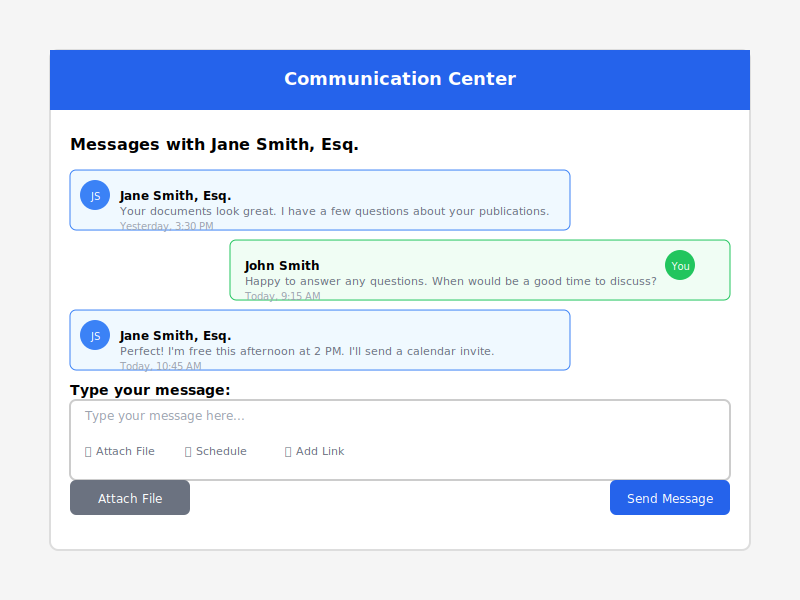 Communication Center
Messages with Jane Smith, Esq.
JS
Jane Smith, Esq.
Your documents look great. I have a few questions about your publications.
Yesterday, 3:30 PM
John Smith
You
Happy to answer any questions. When would be a good time to discuss?
Today, 9:15 AM
JS
Jane Smith, Esq.
Perfect! I'm free this afternoon at 2 PM. I'll send a calendar invite.
Today, 10:45 AM
Type your message:
Type your message here...
Attach File Schedule Add Link
Attach File Send Message